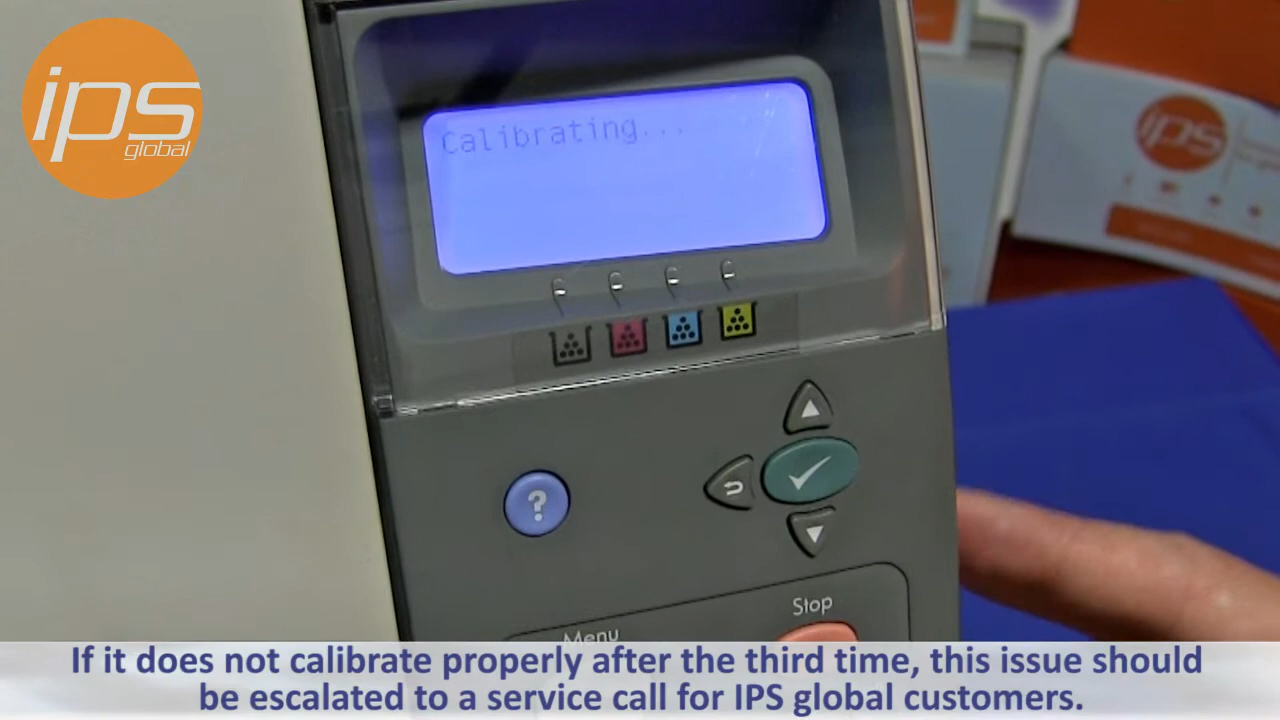 ips
global
Calibrating...
ips
?
Stop
Menu
If it does not calibrate properly after the third time, this issue should
be escalated to a service call for IPS global customers.